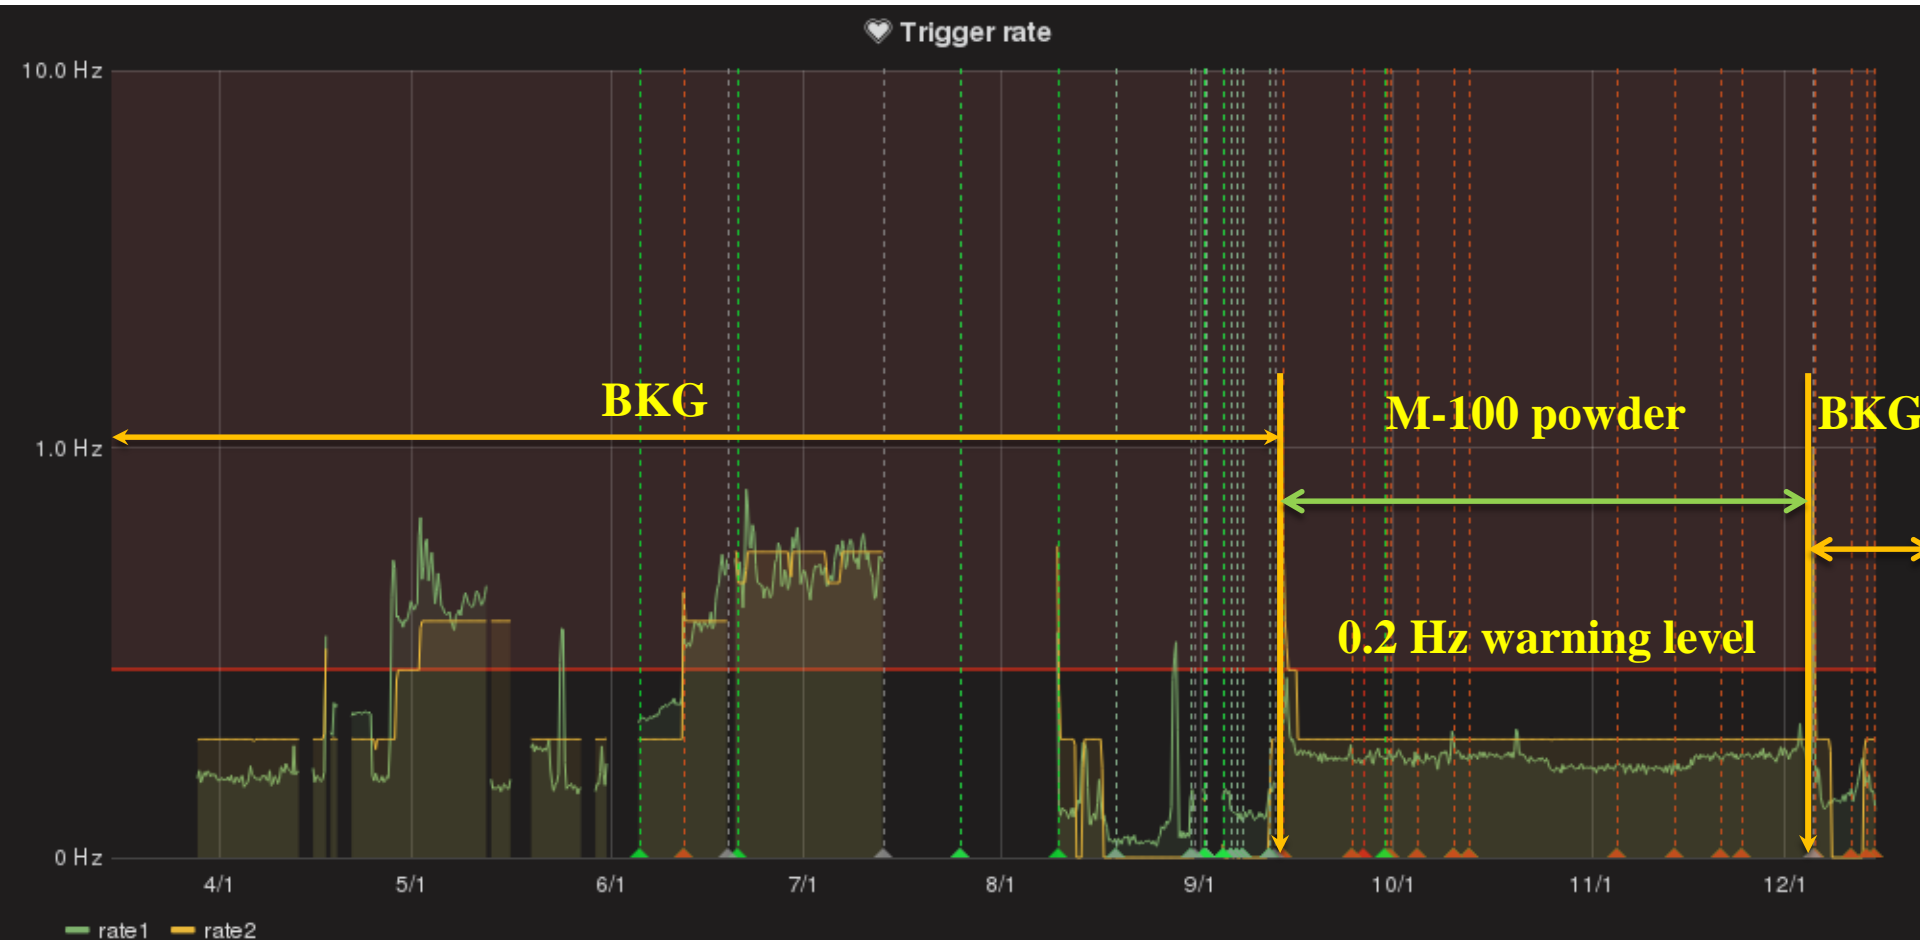 Trigger rate
10.0 Hz
BKG
M-100 powder
BKG
1.0 Hz
0.2 Hz warning level
0 Hz
4/1 5/1 6/1 7/1 8/1 9/1 10/1 11/1 12/1
rate1 rate2